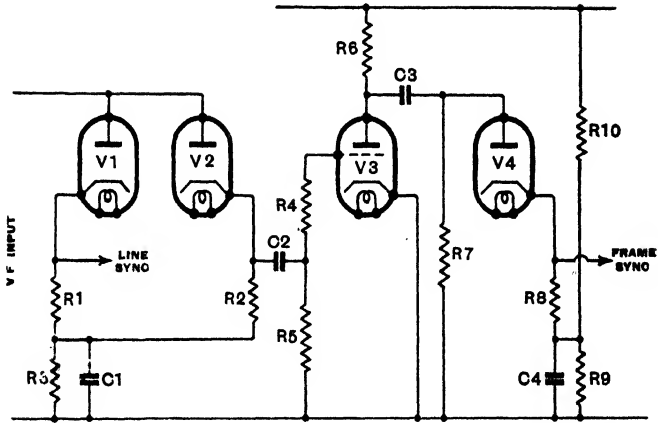 R6
C3
R10
V1
V2
V3
V4
R4
VF INPUT
LINE
SYNC
C2
R7
FRAME
SYNC
R1
R2
R8
R5
R3
C1
C4
R9